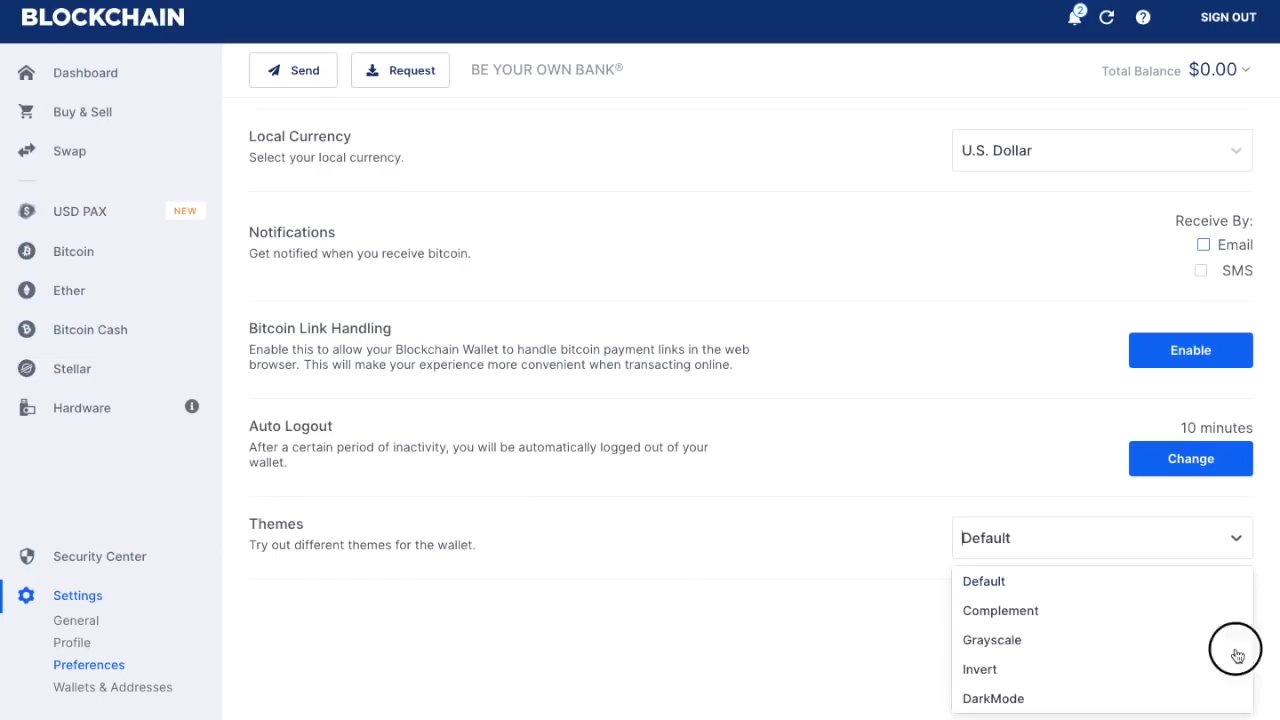 BLOCKCHAIN
2
SIGN OUT
Dashboard
Buy & Sell
Swap
USD PAX NEW
Bitcoin
Ether
Bitcoin Cash
Stellar
Hardware
Security Center
Settings
General
Profile
Preferences
Wallets & Addresses
Send
Request
BE YOUR OWN BANK®
Total Balance $0.00
Local Currency
Select your local currency.
U.S. Dollar
Notifications
Get notified when you receive bitcoin.
Receive By:
Email
SMS
Bitcoin Link Handling
Enable this to allow your Blockchain Wallet to handle bitcoin payment links in the web
browser. This will make your experience more convenient when transacting online.
Enable
Auto Logout
After a certain period of inactivity, you will be automatically logged out of your
wallet.
10 minutes
Change
Themes
Try out different themes for the wallet.
Default
Default
Complement
Grayscale
Invert
DarkMode